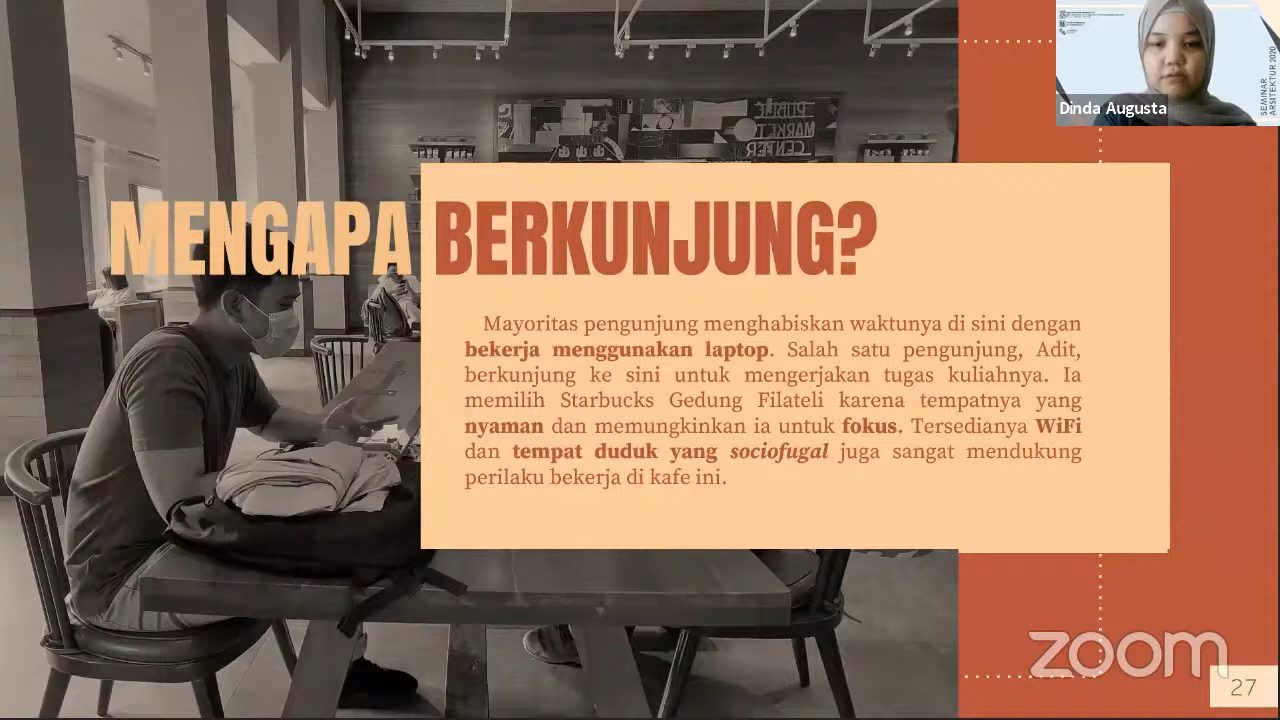 PUBLIC
MARKET
CENTER
Dinda Augusta
SEMINAR
ARSITEKTUR 2020
MENGAPA BERKUNJUNG?
Mayoritas pengunjung menghabiskan waktunya di sini dengan
bekerja menggunakan laptop. Salah satu pengunjung, Adit,
berkunjung ke sini untuk mengerjakan tugas kuliahnya. Ia
memilih Starbucks Gedung Filateli karena tempatnya yang
nyaman dan memungkinkan ia untuk fokus. Tersedianya WiFi
dan tempat duduk yang sociofugal juga sangat mendukung
perilaku bekerja di kafe ini.
zoom
27